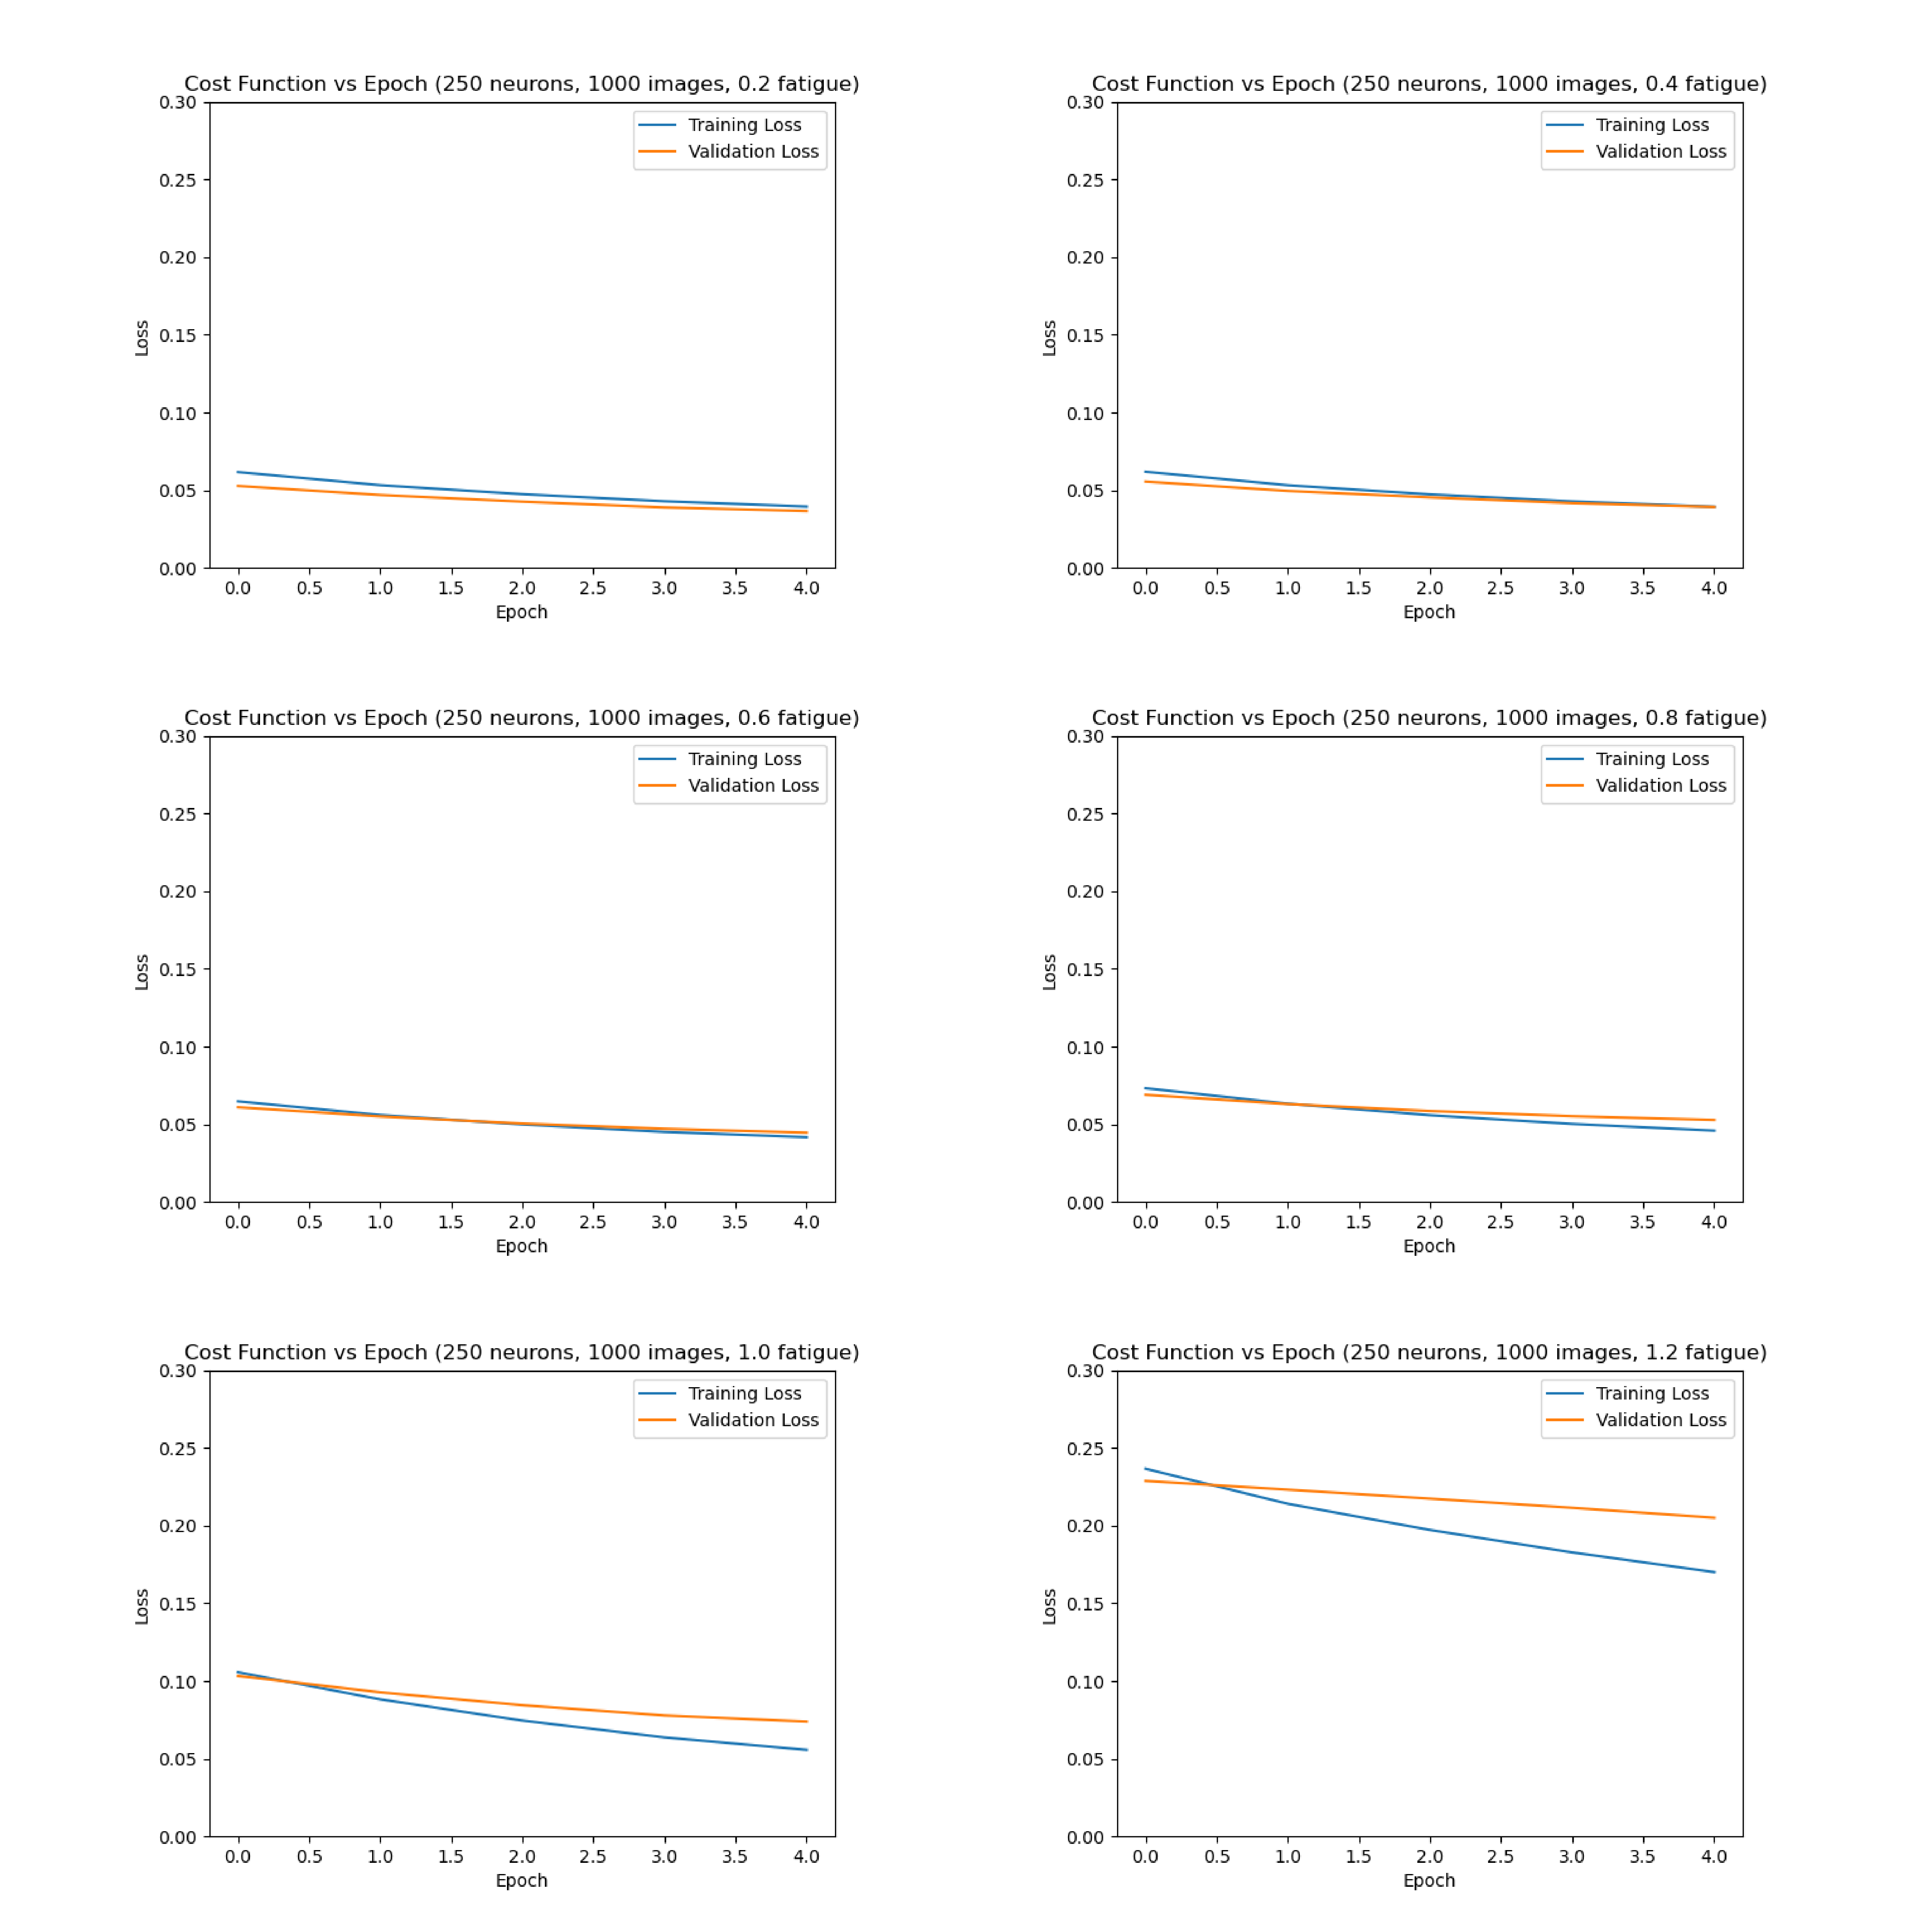 Cost Function vs Epoch (250 neurons, 1000 images, 0.2 fatigue)
0.30
0.25
0.20
0.15
0.10
0.05
0.00
Loss
Training Loss
Validation Loss
0.0 0.5 1.0 1.5 2.0 2.5 3.0 3.5 4.0
Epoch
Cost Function vs Epoch (250 neurons, 1000 images, 0.4 fatigue)
0.30
0.25
0.20
0.15
0.10
0.05
0.00
Loss
Training Loss
Validation Loss
0.0 0.5 1.0 1.5 2.0 2.5 3.0 3.5 4.0
Epoch
Cost Function vs Epoch (250 neurons, 1000 images, 0.6 fatigue)
0.30
0.25
0.20
0.15
0.10
0.05
0.00
Loss
Training Loss
Validation Loss
0.0 0.5 1.0 1.5 2.0 2.5 3.0 3.5 4.0
Epoch
Cost Function vs Epoch (250 neurons, 1000 images, 0.8 fatigue)
0.30
0.25
0.20
0.15
0.10
0.05
0.00
Loss
Training Loss
Validation Loss
0.0 0.5 1.0 1.5 2.0 2.5 3.0 3.5 4.0
Epoch
Cost Function vs Epoch (250 neurons, 1000 images, 1.0 fatigue)
0.30
0.25
0.20
0.15
0.10
0.05
0.00
Loss
Training Loss
Validation Loss
0.0 0.5 1.0 1.5 2.0 2.5 3.0 3.5 4.0
Epoch
Cost Function vs Epoch (250 neurons, 1000 images, 1.2 fatigue)
0.30
0.25
0.20
0.15
0.10
0.05
0.00
Loss
Training Loss
Validation Loss
0.0 0.5 1.0 1.5 2.0 2.5 3.0 3.5 4.0
Epoch